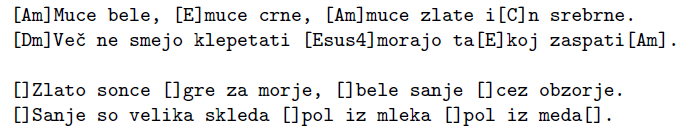 [Am]Muce bele, [E]muce crne, [Am]muce zlate i[C]n srebrne.
[Dm]Več ne smejo klepetati [Esus4]morajo ta[E]koj zaspati[Am].
[]Zlato sonce []gre za morje, []bele sanje []cez obzorje.
[]Sanje so velika skleda []pol iz mleka []pol iz meda[].